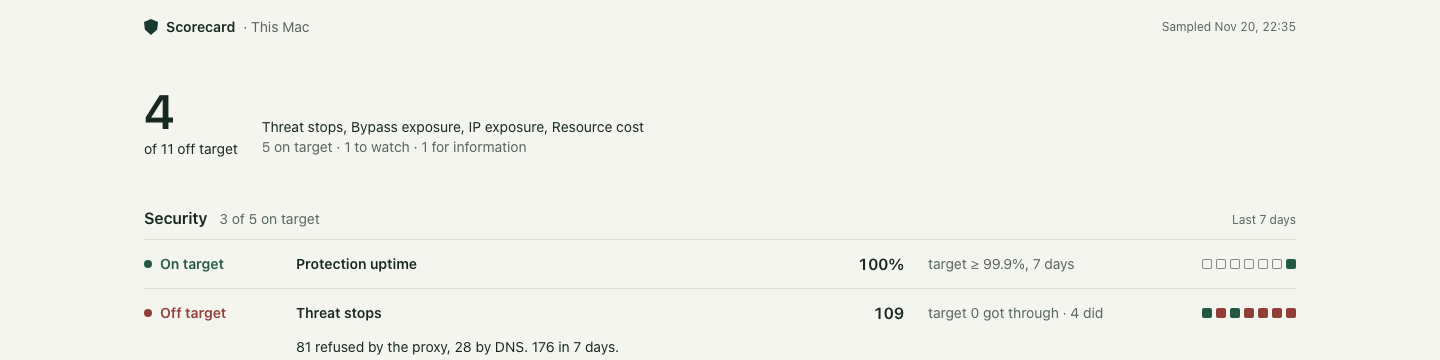 Scorecard · This Mac
Sampled Nov 20, 22:35
4
of 11 off target
Threat stops, Bypass exposure, IP exposure, Resource cost
5 on target · 1 to watch · 1 for information
Security 3 of 5 on target
Last 7 days
On target Protection uptime 100% target ≥ 99.9%, 7 days
Off target Threat stops 109 target 0 got through · 4 did
81 refused by the proxy, 28 by DNS. 176 in 7 days.